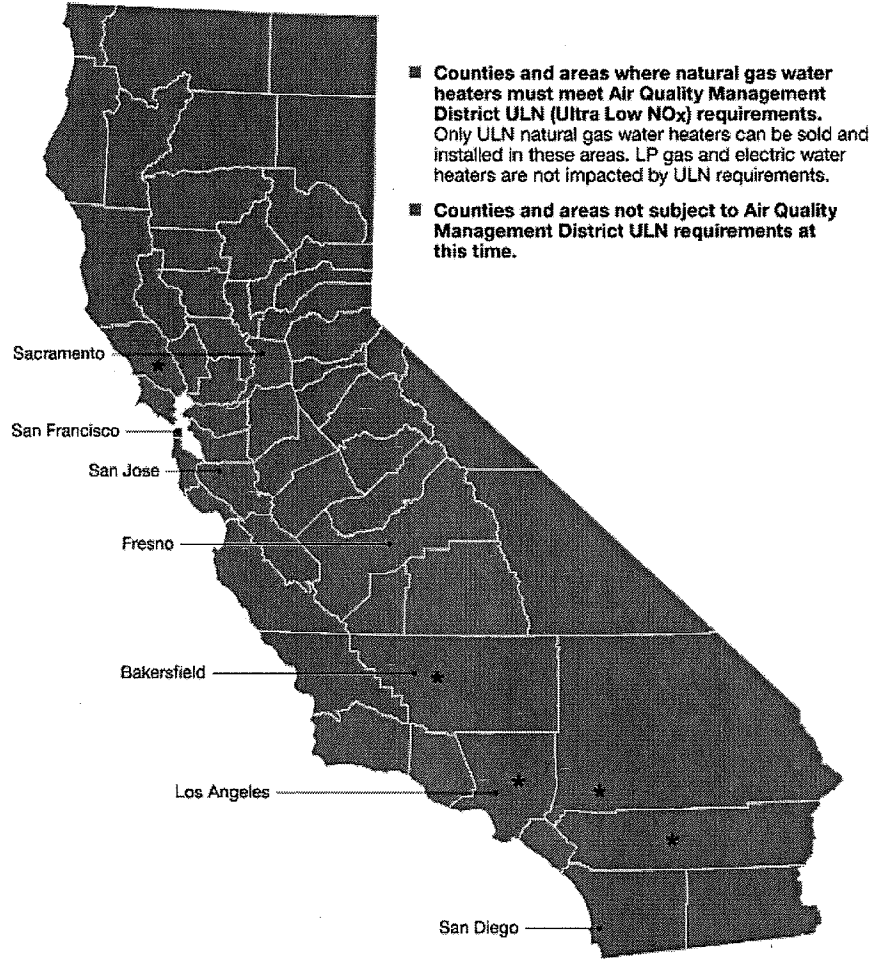 ■ Counties and areas where natural gas water
heaters must meet Air Quality Management
District ULN (Ultra Low NOx) requirements.
Only ULN natural gas water heaters can be sold and
installed in these areas. LP gas and electric water
heaters are not impacted by ULN requirements.
■ Counties and areas not subject to Air Quality
Management District ULN requirements at
this time.
Sacramento
San Francisco
San Jose
Fresno
Bakersfield
Los Angeles
San Diego